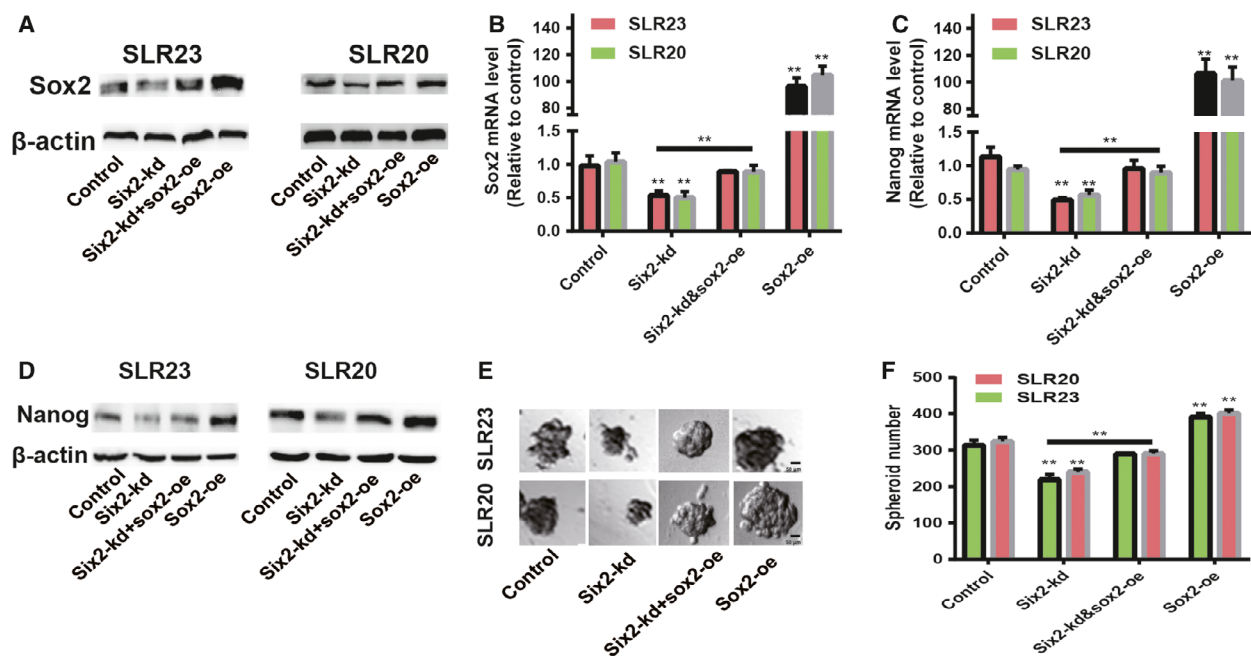 A
SLR23
SLR20
Sox2
β-actin
Control
Six2-kd
Six2-kd+sox2-oe
Sox2-oe
Control
Six2-kd
Six2-kd+sox2-oe
Sox2-oe
B
SLR23
SLR20
Sox2 mRNA level
(Relative to control)
140
120
100
80
1.5
1.0
0.5
0.0
**
**
**
**
**
Control
Six2-kd
Six2-kd&sox2-oe
Sox2-oe
C
SLR23
SLR20
Nanog mRNA level
(Relative to control)
140
120
100
80
1.5
1.0
0.5
0.0
**
**
**
**
**
Control
Six2-kd
Six2-kd&sox2-oe
Sox2-oe
D
SLR23
SLR20
Nanog
β-actin
Control
Six2-kd
Six2-kd+sox2-oe
Sox2-oe
Control
Six2-kd
Six2-kd+sox2-oe
Sox2-oe
E
SLR23
SLR20
50 μm
50 μm
Control
Six2-kd
Six2-kd+sox2-oe
Sox2-oe
F
SLR20
SLR23
Spheroid number
500
400
300
200
100
0
**
**
**
**
**
Control
Six2-kd
Six2-kd&sox2-oe
Sox2-oe